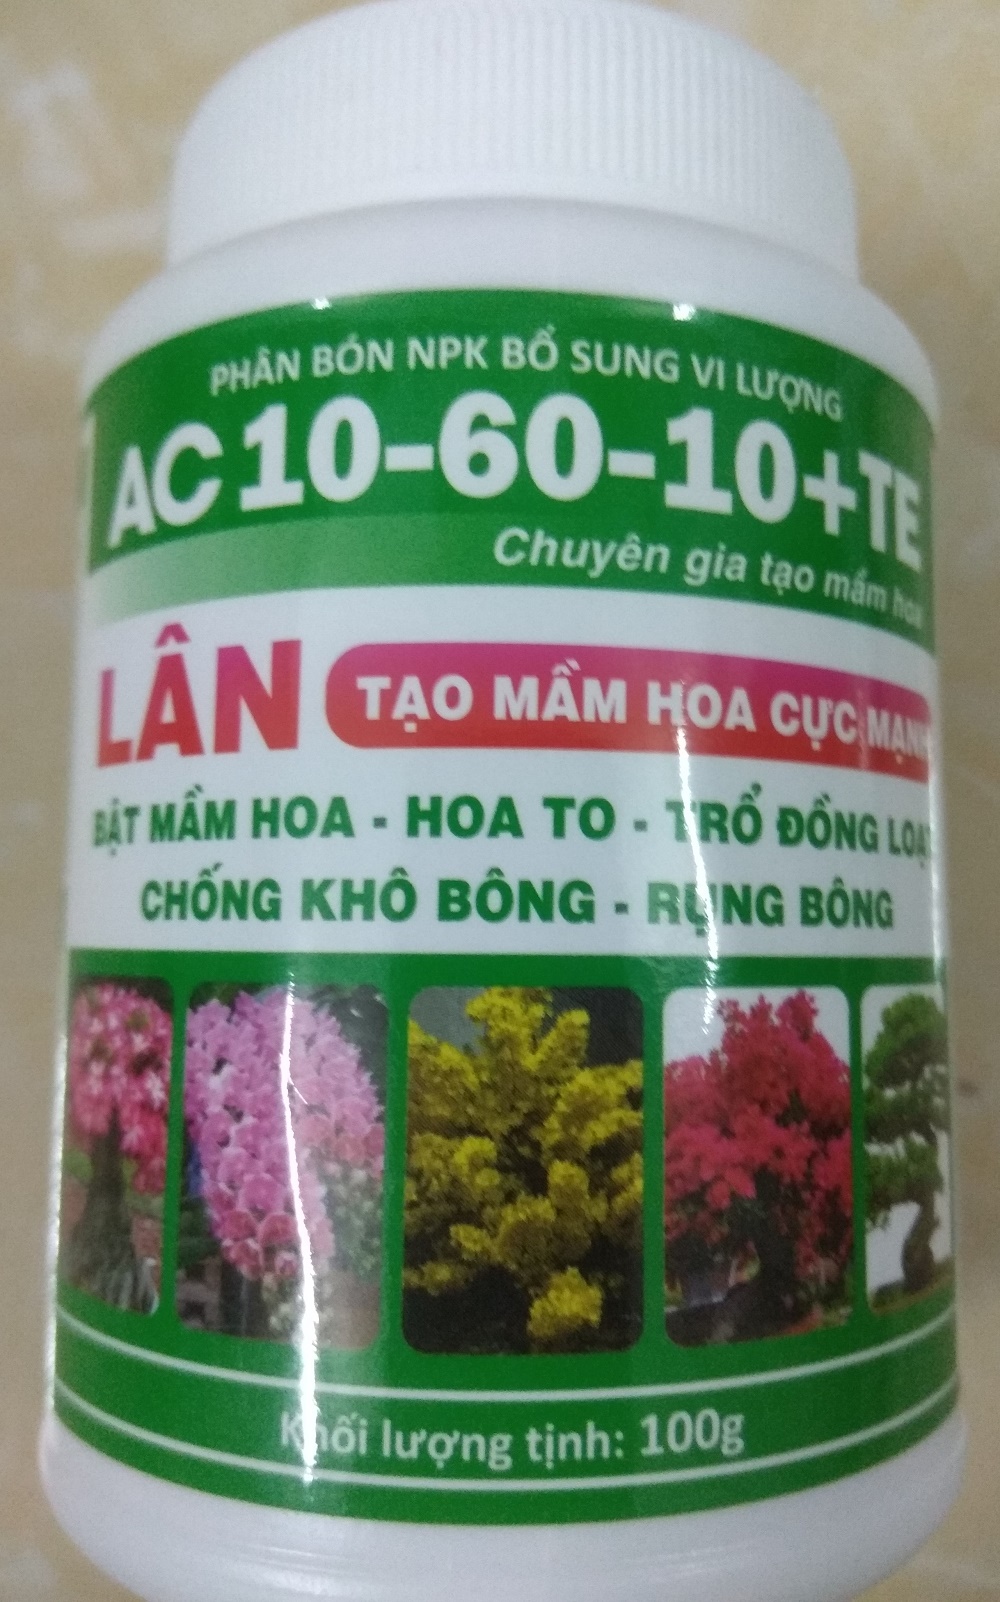 PHÂN BÓN NPK BỔ SUNG VI LƯỢNG
AC 10-60-10+TE
Chuyên gia tạo mầm hoa
LÂN TẠO MẦM HOA CỰC MẠNH
BẬT MẦM HOA - HOA TO - TRỔ ĐỒNG LOẠT
CHỐNG KHÔ BÔNG - RỤNG BÔNG
Khối lượng tịnh: 100g